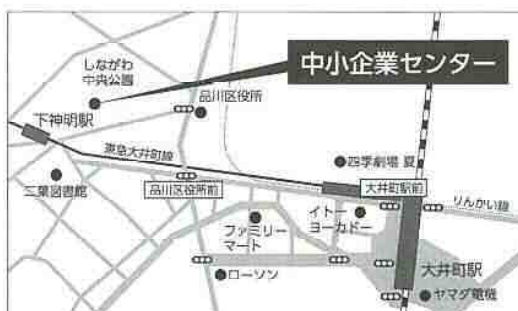 中小企業センター
しながわ
中央公園
品川区役所
下神明駅
東急大井町線
四季劇場 夏
二葉図書館
品川区役所前
大井町駅前
りんかい線
イトー
ヨーカドー
ファミリー
マート
大井町駅
ローソン
ヤマダ電機